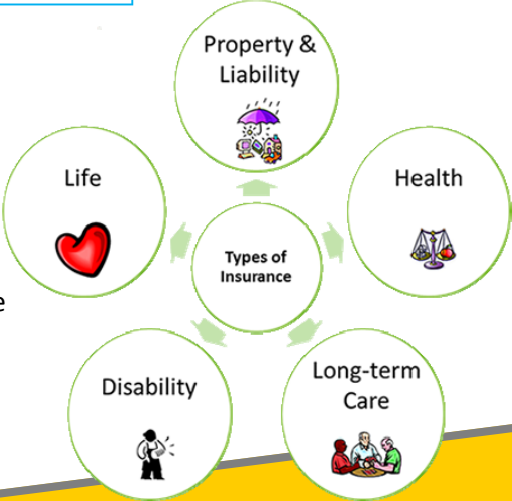 Property &
Liability
Life
Health
Types of
Insurance
e
Disability
Long-term
Care